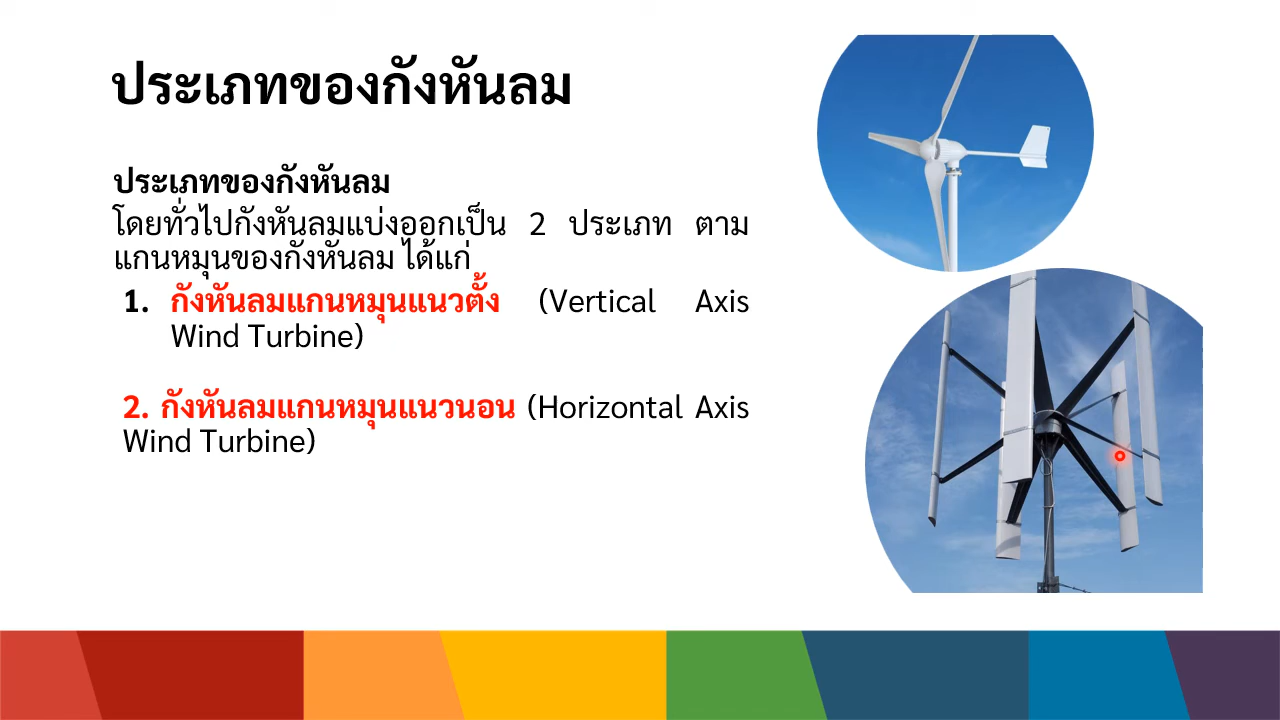 ประเภทของกังหันลม
ประเภทของกังหันลม
โดยทั่วไปกังหันลมแบ่งออกเป็น 2 ประเภท ตาม
แกนหมุนของกังหันลม ได้แก่
1. กังหันลมแกนหมุนแนวตั้ง (Vertical Axis
Wind Turbine)
2. กังหันลมแกนหมุนแนวนอน (Horizontal Axis
Wind Turbine)